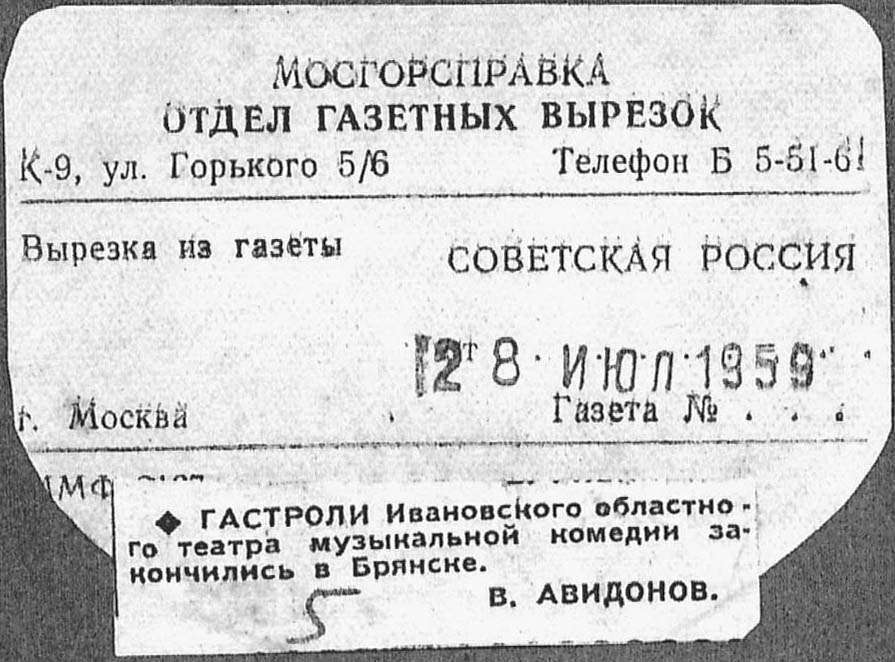 МОСГОРСПРАВКА
ОТДЕЛ ГАЗЕТНЫХ ВЫРЕЗОК
К-9, ул. Горького 5/6 Телефон Б 5-51-61
Вырезка из газеты СОВЕТСКАЯ РОССИЯ
28 ИЮЛ 1959
г. Москва Газета № . . .
◆ ГАСТРОЛИ Ивановского областно-
го театра музыкальной комедии за-
кончились в Брянске.
В. АВИДОНОВ.
5